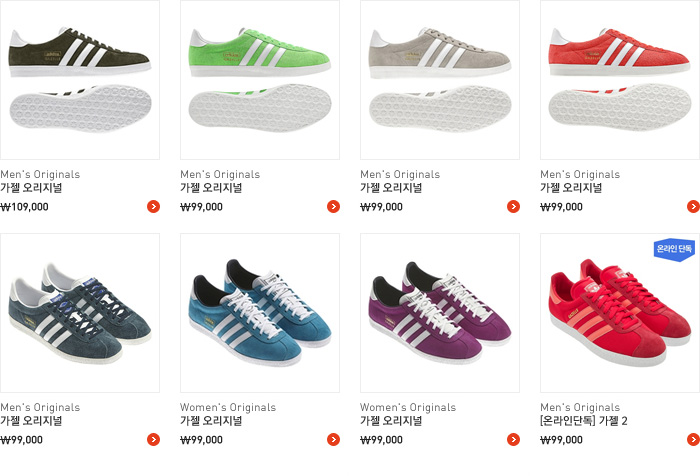 Men's Originals
가젤 오리지널
₩109,000
Men's Originals
가젤 오리지널
₩99,000
Men's Originals
가젤 오리지널
₩99,000
Men's Originals
가젤 오리지널
₩99,000
온라인 단독
Men's Originals
가젤 오리지널
₩99,000
Women's Originals
가젤 오리지널
₩99,000
Women's Originals
가젤 오리지널
₩99,000
Men's Originals
[온라인단독] 가젤 2
₩99,000